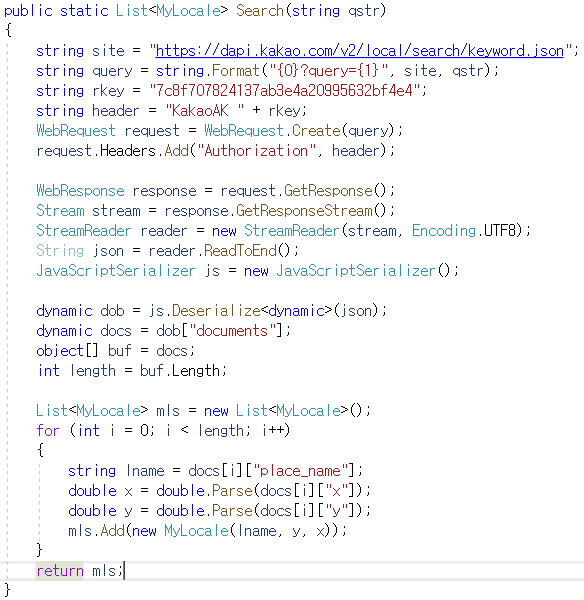 public static List<MyLocale> Search(string qstr)
{
    string site = "https://dapi.kakao.com/v2/local/search/keyword.json";
    string query = string.Format("{0}?query={1}", site, qstr);
    string rkey = "7c8f707824137ab3e4a20995632bf4e4";
    string header = "KakaoAK " + rkey;
    WebRequest request = WebRequest.Create(query);
    request.Headers.Add("Authorization", header);

    WebResponse response = request.GetResponse();
    Stream stream = response.GetResponseStream();
    StreamReader reader = new StreamReader(stream, Encoding.UTF8);
    String json = reader.ReadToEnd();
    JavaScriptSerializer js = new JavaScriptSerializer();

    dynamic dob = js.Deserialize<dynamic>(json);
    dynamic docs = dob["documents"];
    object[] buf = docs;
    int length = buf.Length;

    List<MyLocale> mls = new List<MyLocale>();
    for (int i = 0; i < length; i++)
    {
        string lname = docs[i]["place_name"];
        double x = double.Parse(docs[i]["x"]);
        double y = double.Parse(docs[i]["y"]);
        mls.Add(new MyLocale(lname, y, x));
    }
    return mls;
}